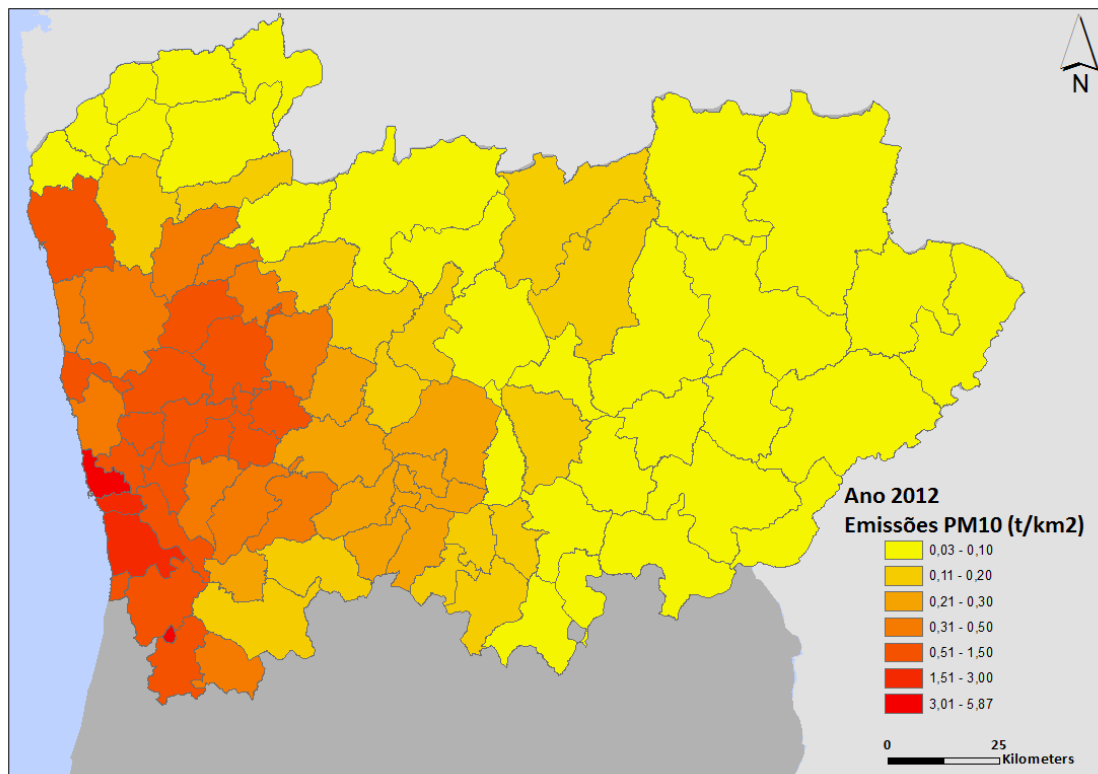 N
Ano 2012
Emissões PM10 (t/km2)
0,03 - 0,10
0,11 - 0,20
0,21 - 0,30
0,31 - 0,50
0,51 - 1,50
1,51 - 3,00
3,01 - 5,87
0 25
Kilometers